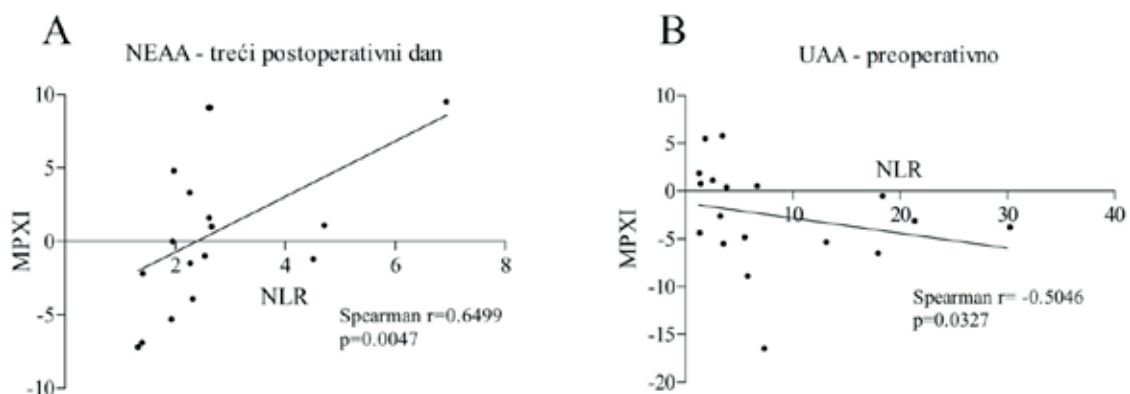 A
NEAA - treći postoperativni dan
10
5
0
-5
-10
MPXI
2
4
6
8
NLR
Spearman r=0.6499
p=0.0047
B
UAA - preoperativno
10
5
0
-5
-10
-15
-20
MPXI
NLR
10
20
30
40
Spearman r= -0.5046
p=0.0327